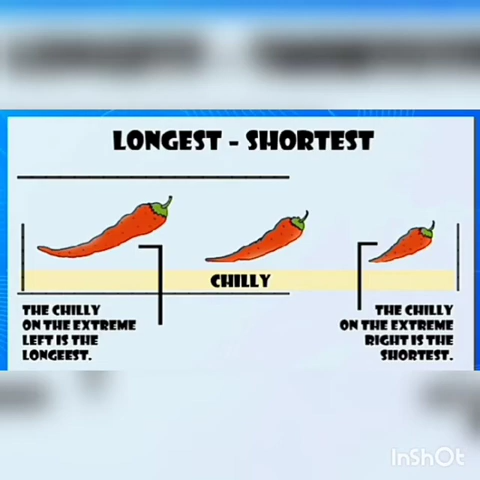 LONGEST - SHORTEST
CHILLY
THE CHILLY
ON THE EXTREME
LEFT IS THE
LONGEEST.
THE CHILLY
ON THE EXTREME
RIGHT IS THE
SHORTEST.
InShOt